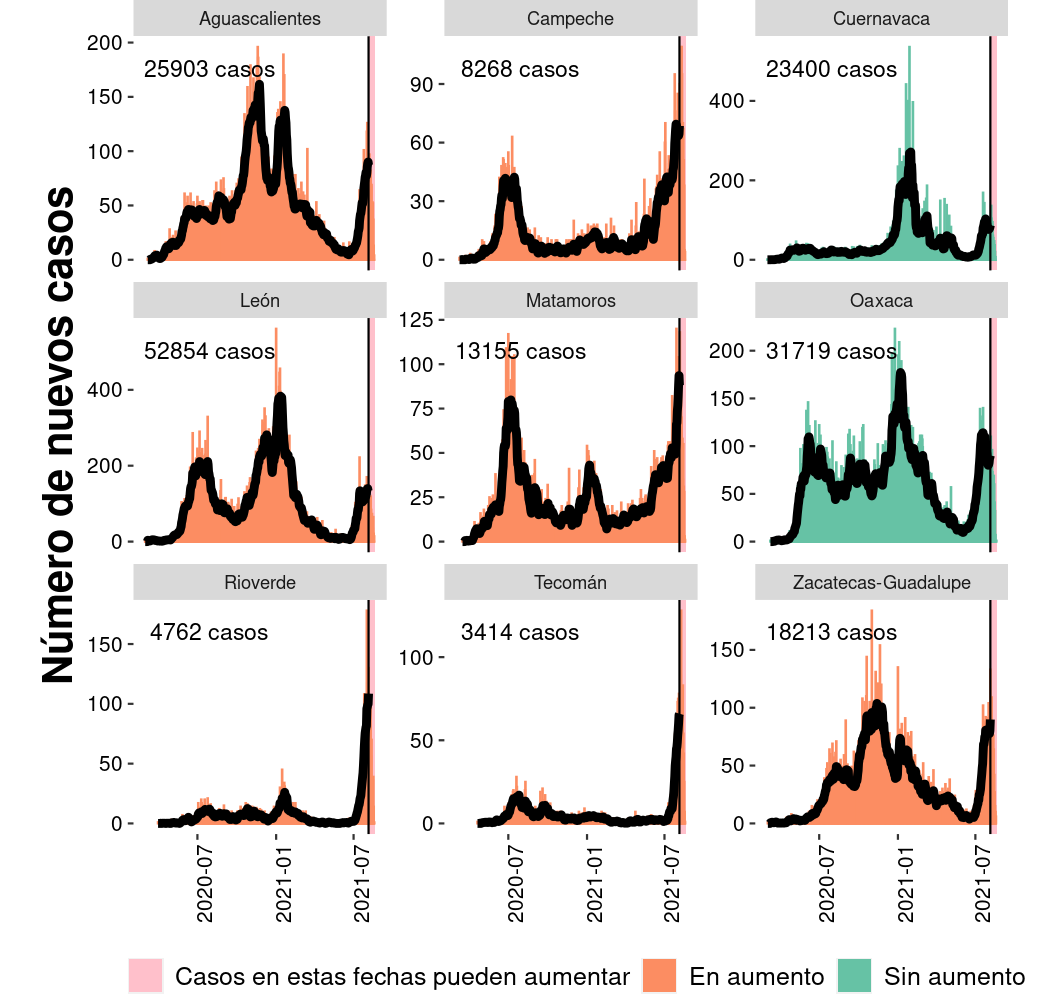 Número de nuevos casos
Aguascalientes
25903 casos
200
150
100
50
0
Campeche
8268 casos
90
60
30
0
Cuernavaca
23400 casos
400
200
0
León
52854 casos
400
200
0
Matamoros
13155 casos
125
100
75
50
25
0
Oaxaca
31719 casos
200
150
100
50
0
Rioverde
4762 casos
150
100
50
0
Tecomán
3414 casos
100
50
0
Zacatecas-Guadalupe
18213 casos
150
100
50
0
2020-07
2021-01
2021-07
2020-07
2021-01
2021-07
2020-07
2021-01
2021-07
Casos en estas fechas pueden aumentar
En aumento
Sin aumento